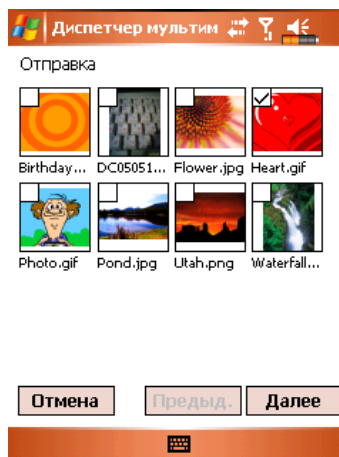 Диспетчер мультим
Отправка
Birthday... DC05051... Flower.jpg Heart.gif
Photo.gif Pond.jpg Utah.png Waterfall...
Отмена Предыд. Далее